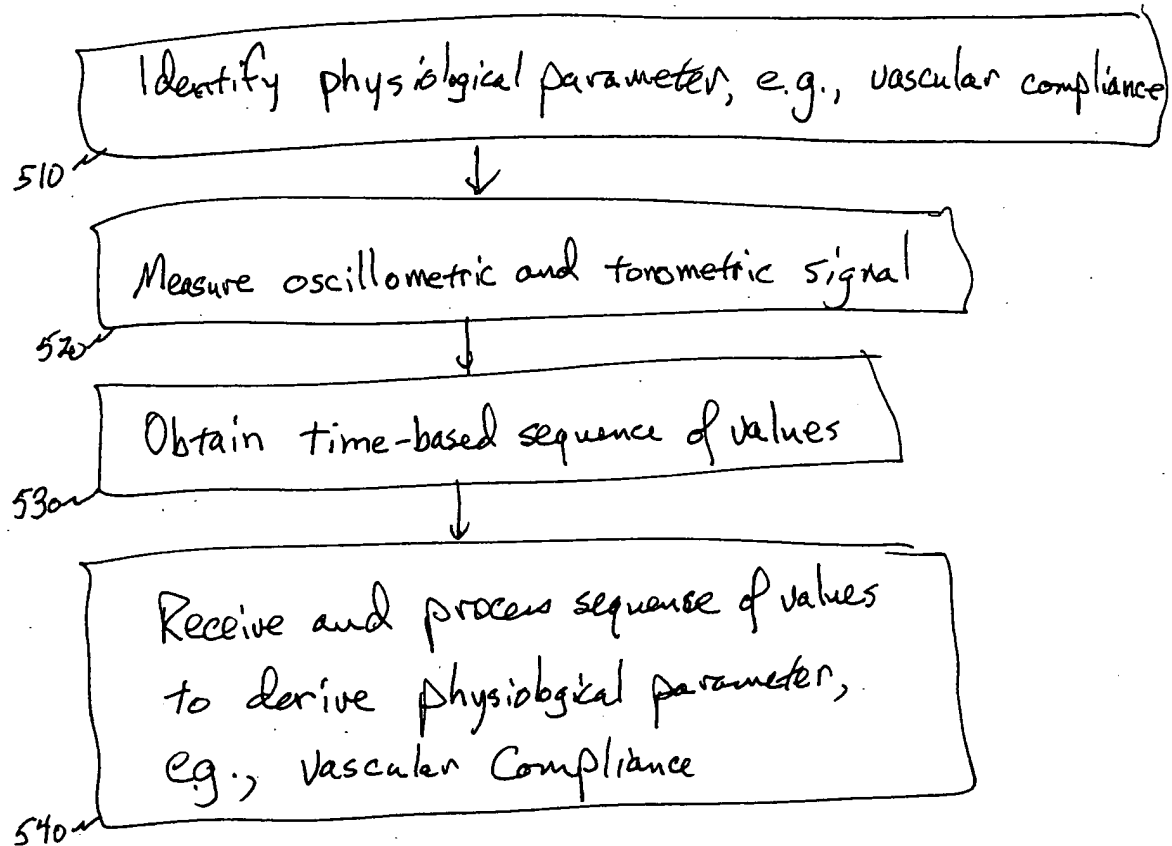 Identify physiological parameter, e.g., vascular compliance
510
Measure oscillometric and tonometric signal
520
Obtain time-based sequence of values
530
Receive and process sequence of values
to derive physiological parameter,
e.g., Vascular Compliance
540